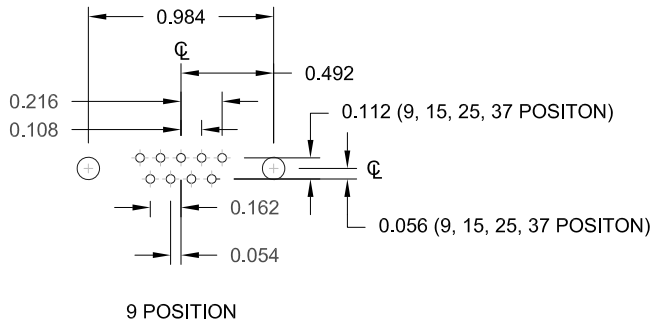 0.984
℄
0.492
0.216
0.112 (9, 15, 25, 37 POSITON)
0.108
℄
0.162
0.056 (9, 15, 25, 37 POSITON)
0.054
9 POSITION